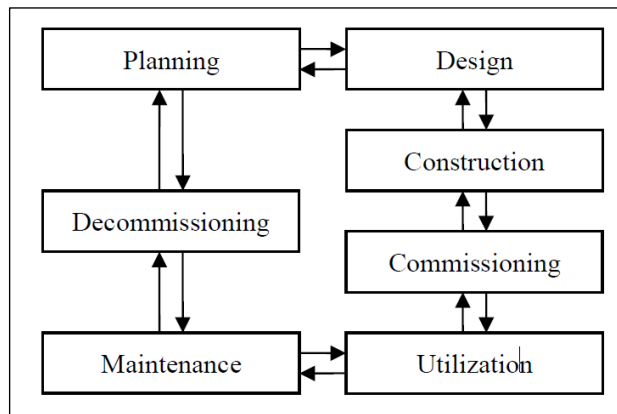 Planning
Design
Construction
Decommissioning
Commissioning
Maintenance
Utilization